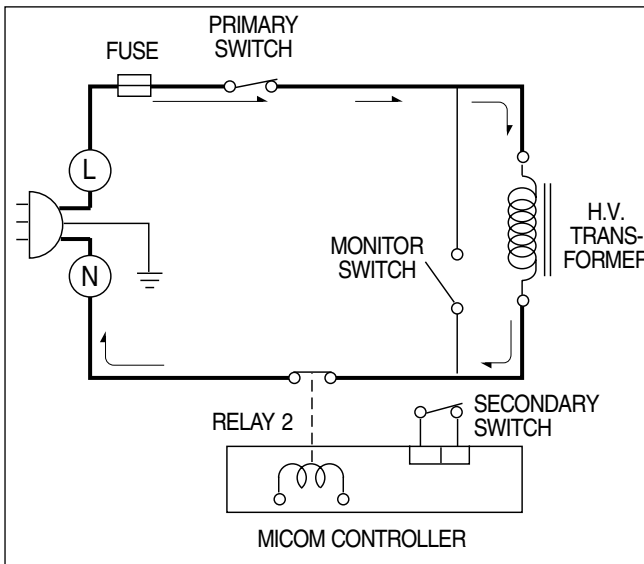 PRIMARY
SWITCH
FUSE
L
H.V.
TRANS-
FORMER
MONITOR
SWITCH
N
RELAY 2
SECONDARY
SWITCH
MICOM CONTROLLER